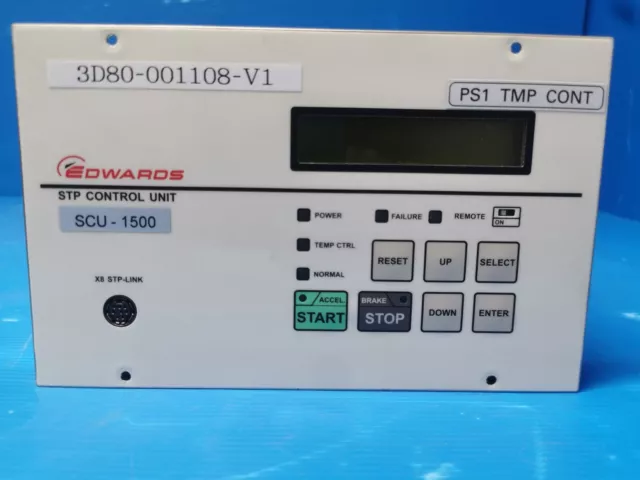 3D80-001108-V1
PS1 TMP CONT
EDWARDS
STP CONTROL UNIT
SCU - 1500
POWER
FAILURE
REMOTE
ON
TEMP CTRL
NORMAL
RESET
UP
SELECT
X8 STP-LINK
ACCEL
START
BRAKE
STOP
DOWN
ENTER